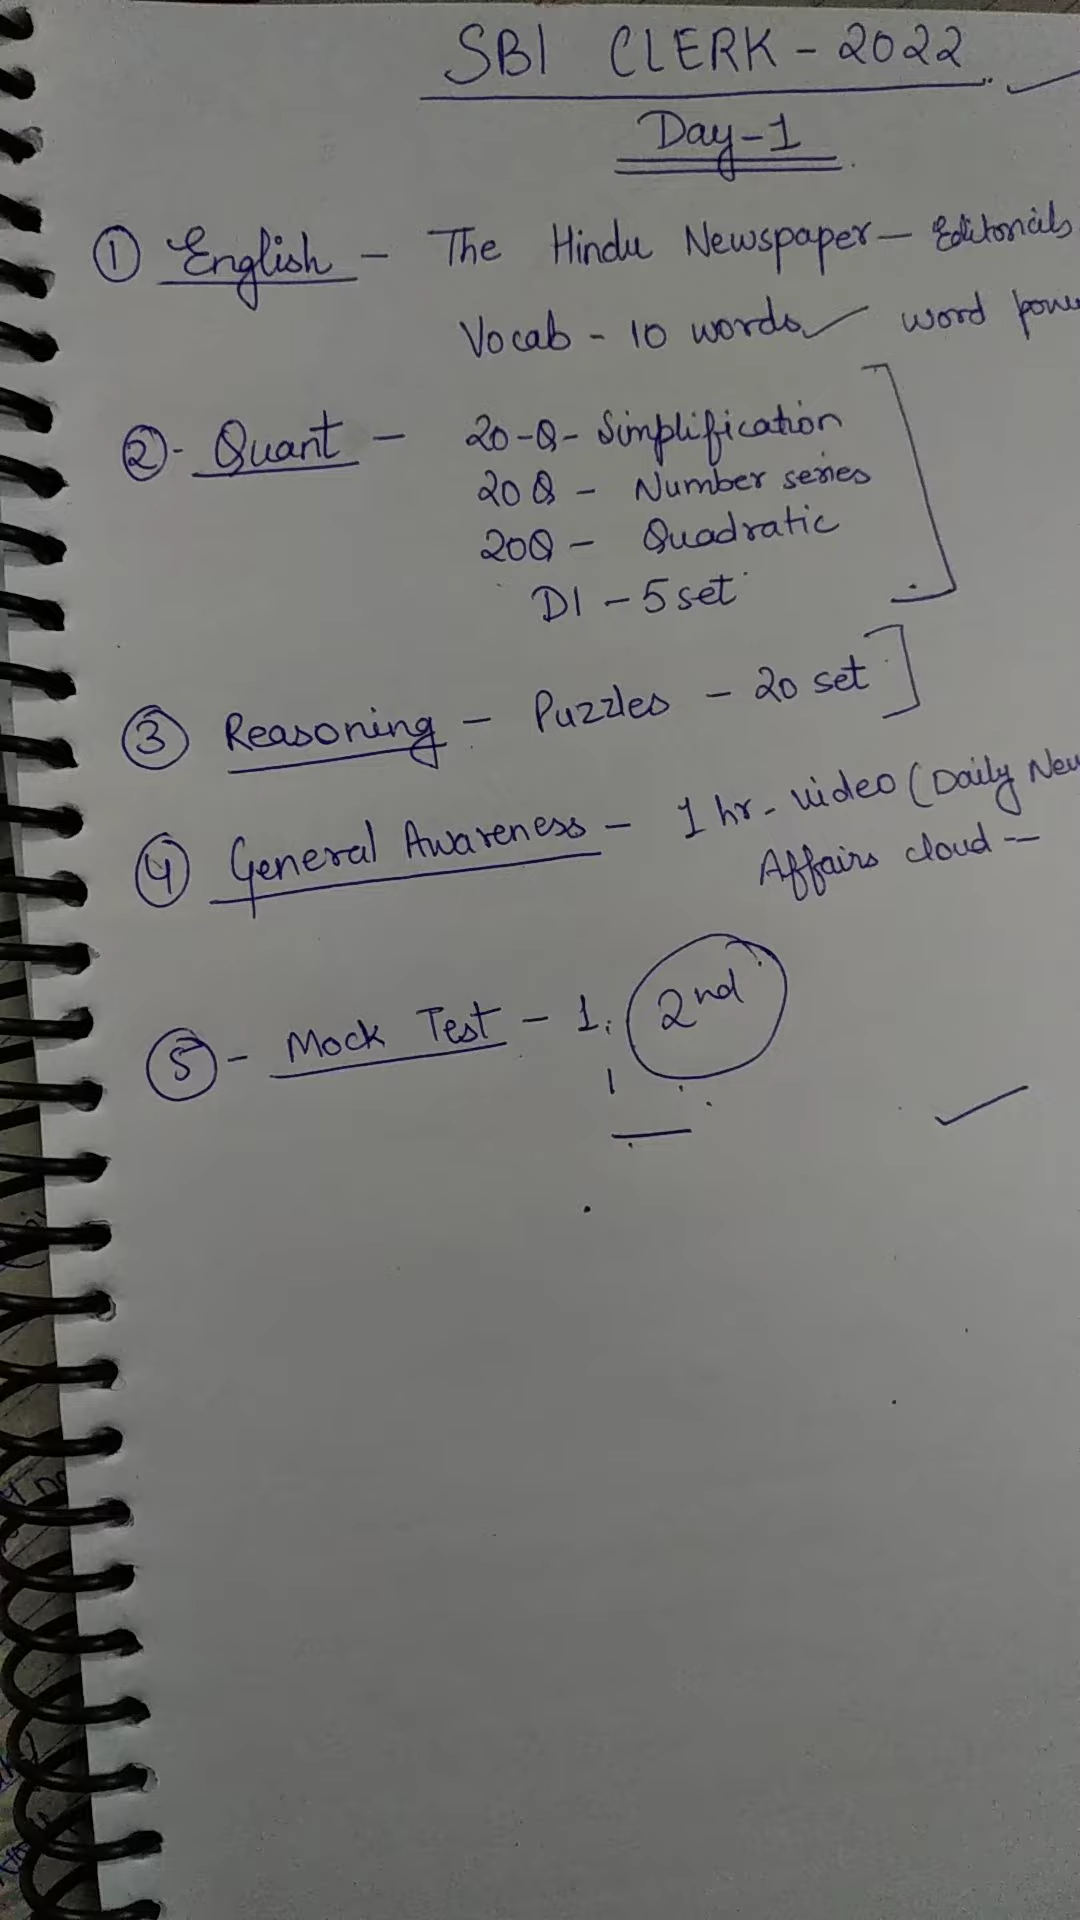 SBI CLERK - 2022
Day-1
① English - The Hindu Newspaper - Editorials
Vocab - 10 words word
②- Quant - 20-Q- Simplification
20Q - Number series
20Q - Quadratic
DI - 5 set
③ Reasoning - Puzzles - 20 set
④ General Awareness - 1 hr- video (Daily
Affairs cloud -
⑤- Mock Test - 1. 2nd